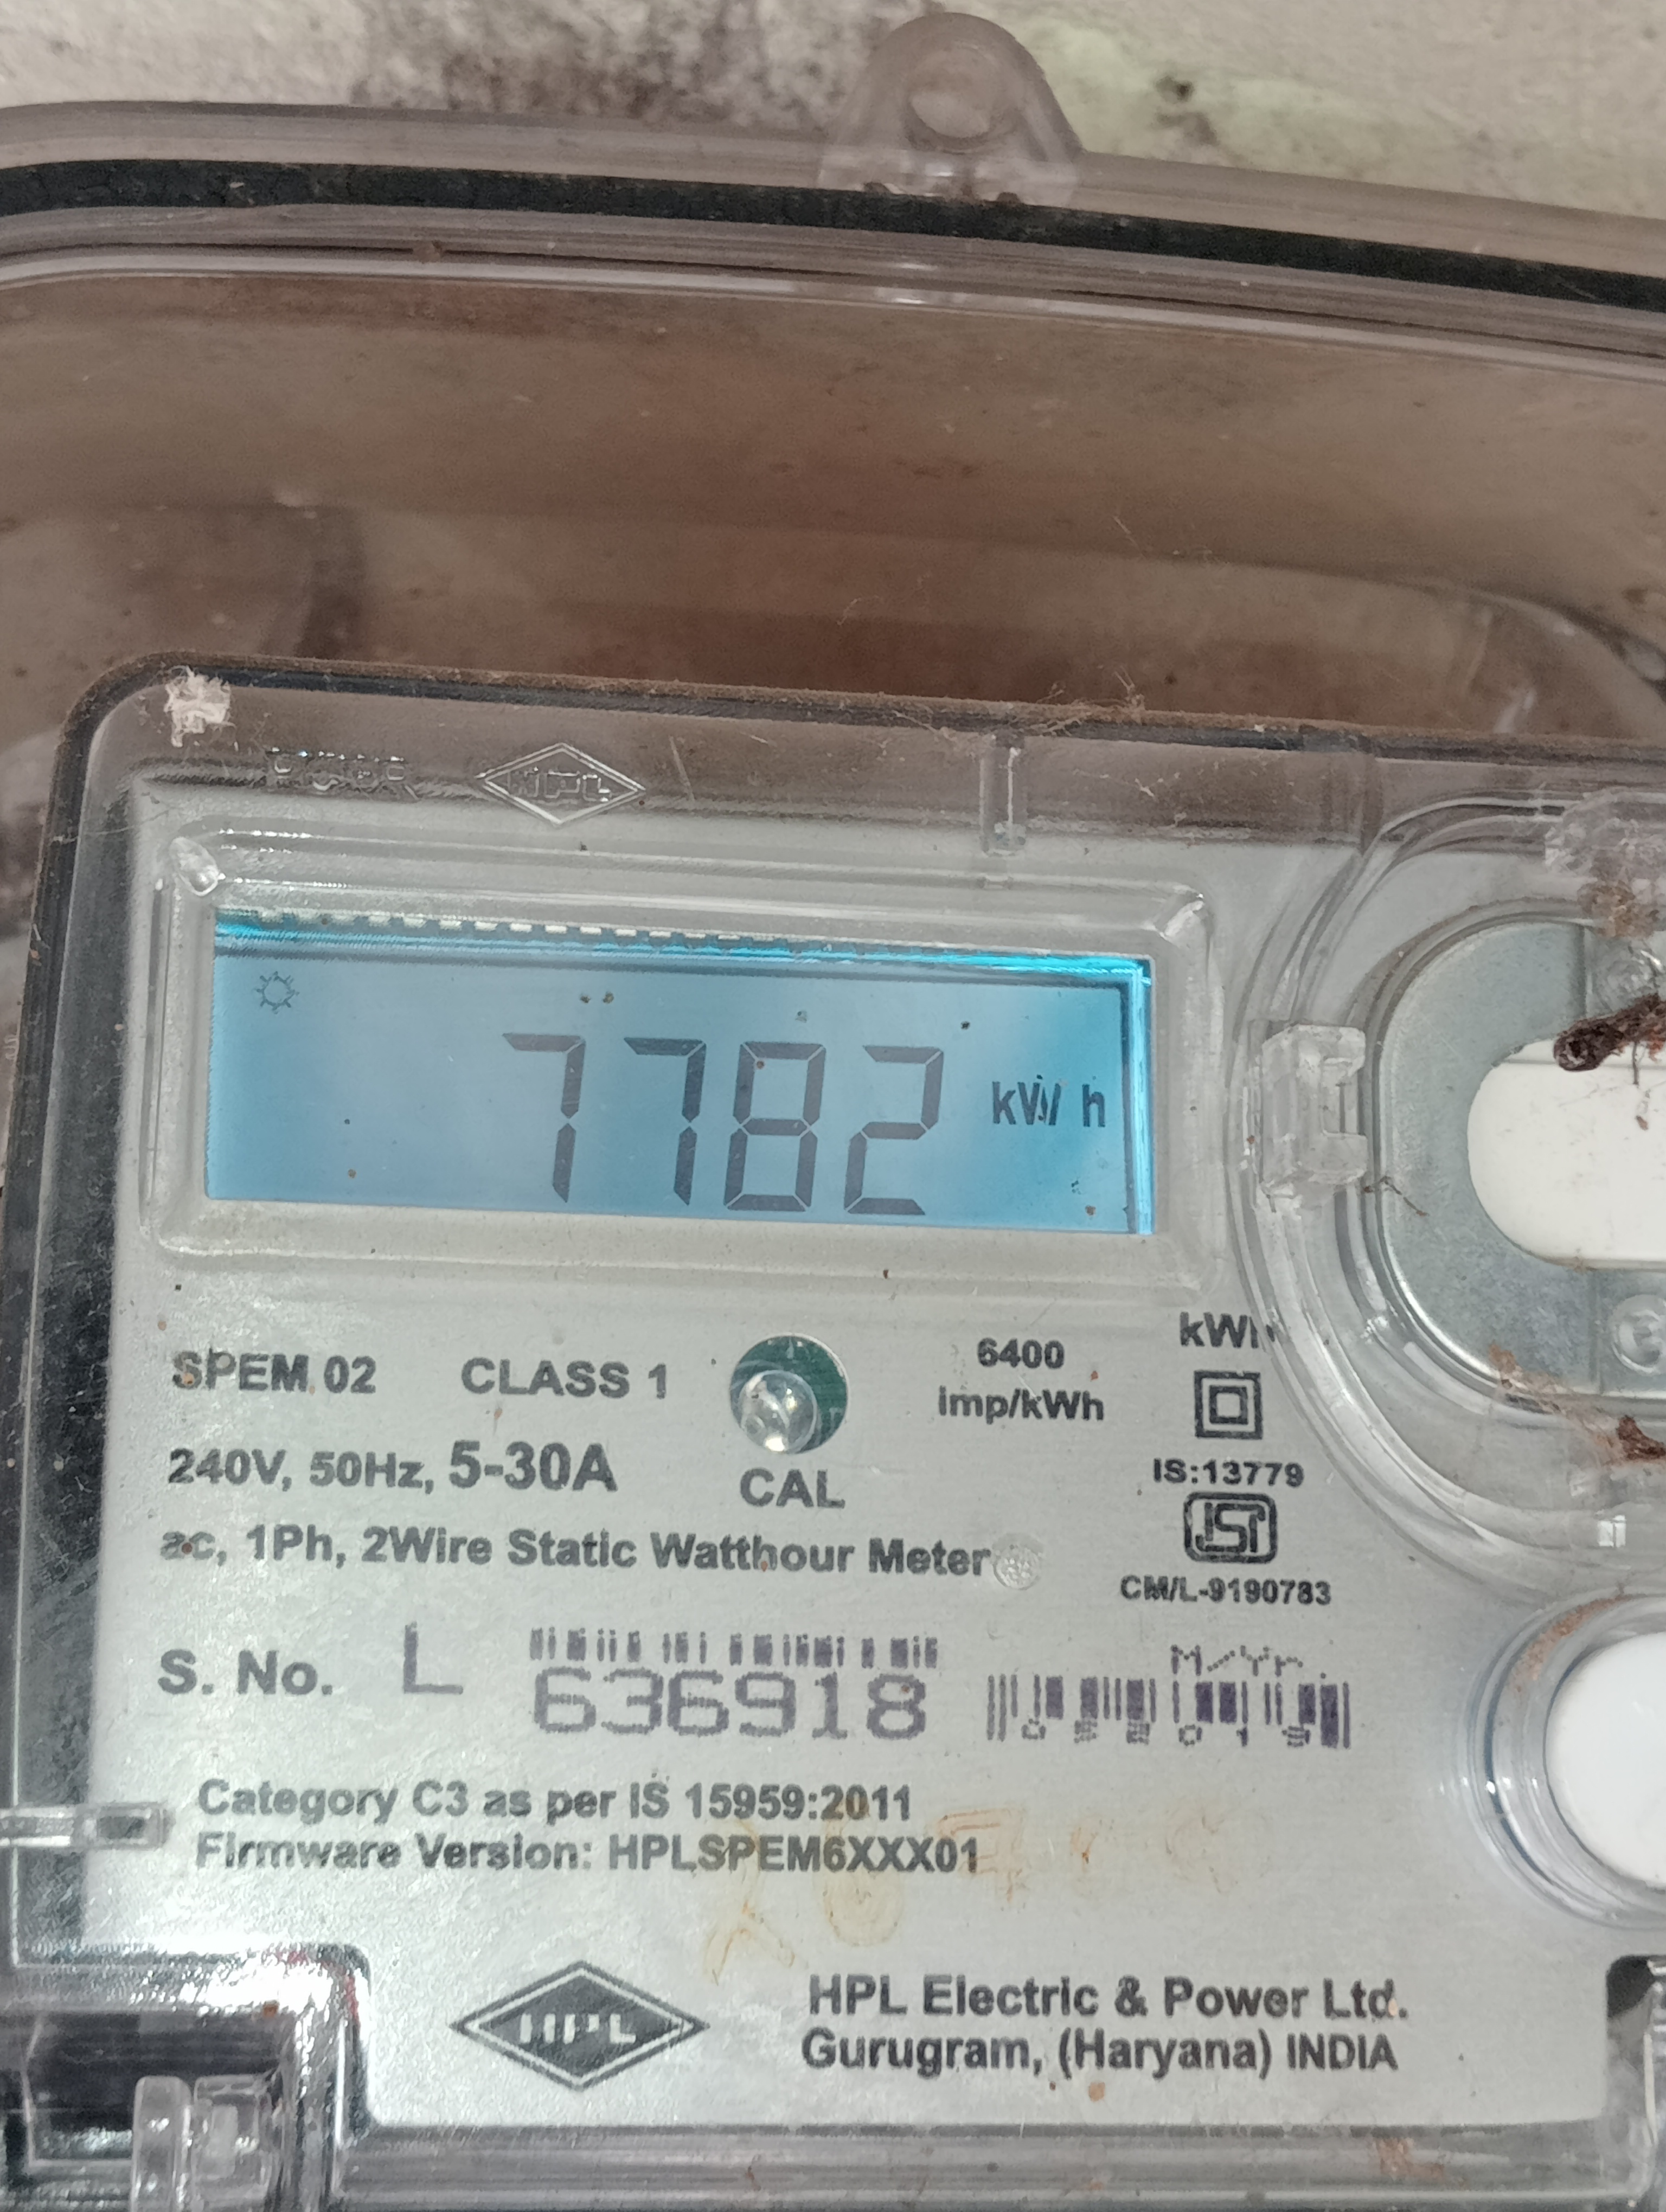 7782 kWh
SPEM 02 CLASS 1
6400
imp/kWh
240V, 50Hz, 5-30A
CAL
IS:13779
ISI
ac, 1Ph, 2Wire Static Watthour Meter
CM/L-9190783
S. No. L 636918
M/Yr.
Category C3 as per IS 15959:2011
Firmware Version: HPLSPEM6XXX01
HPL
HPL Electric & Power Ltd.
Gurugram, (Haryana) INDIA